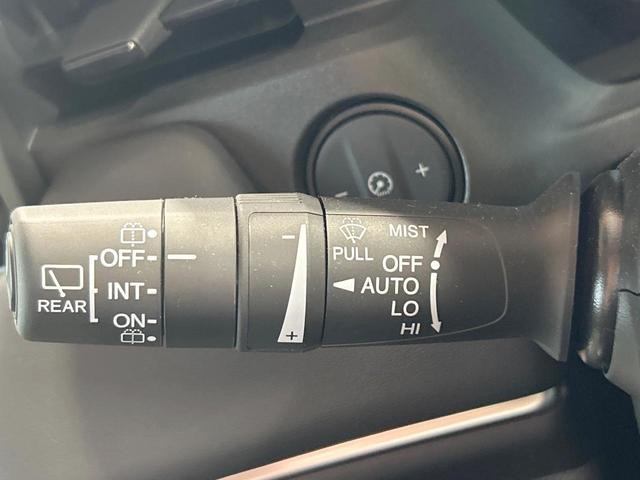 OFF
INT
ON
REAR
- +
PULL
MIST
OFF
AUTO
LO
HI
- +